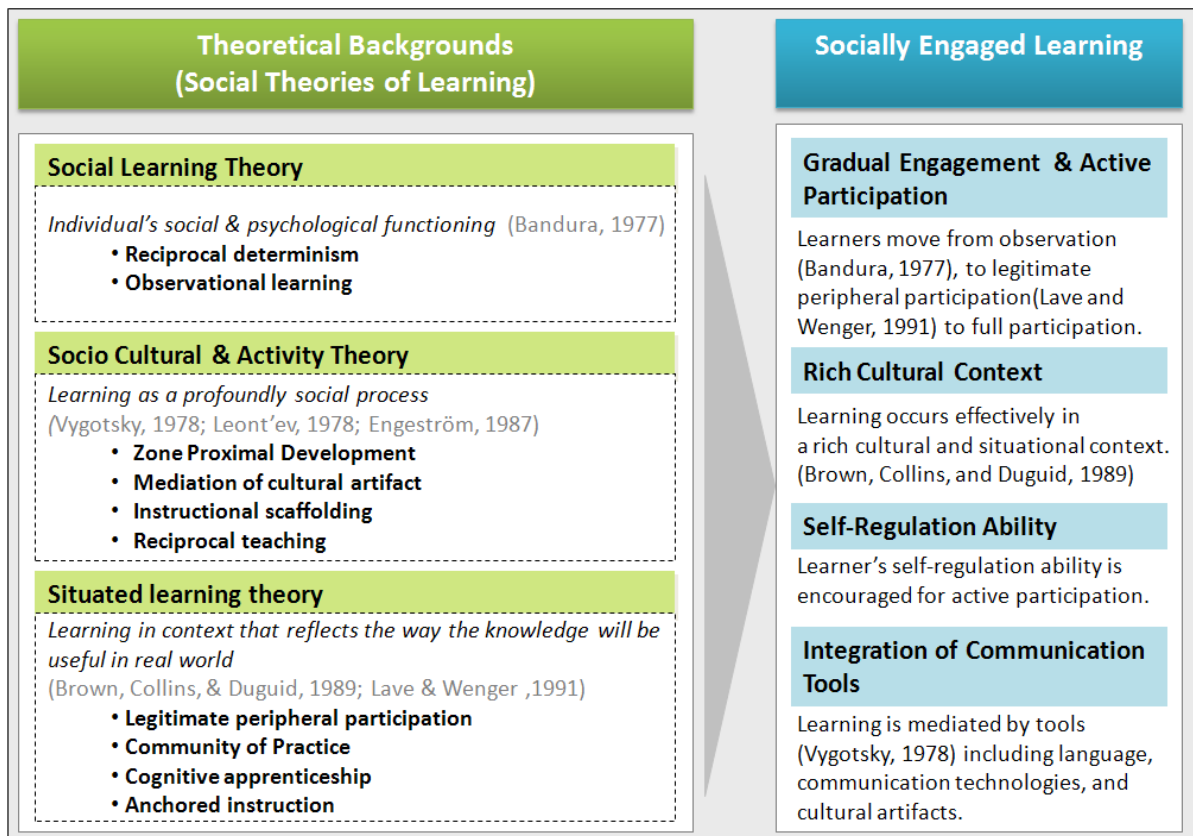 Theoretical Backgrounds
(Social Theories of Learning)
Social Learning Theory
Individual's social & psychological functioning (Bandura, 1977)
• Reciprocal determinism
• Observational learning
Socio Cultural & Activity Theory
Learning as a profoundly social process
(Vygotsky, 1978; Leont'ev, 1978; Engeström, 1987)
• Zone Proximal Development
• Mediation of cultural artifact
• Instructional scaffolding
• Reciprocal teaching
Situated learning theory
Learning in context that reflects the way the knowledge will be
useful in real world
(Brown, Collins, & Duguid, 1989; Lave & Wenger ,1991)
• Legitimate peripheral participation
• Community of Practice
• Cognitive apprenticeship
• Anchored instruction
Socially Engaged Learning
Gradual Engagement & Active
Participation
Learners move from observation
(Bandura, 1977), to legitimate
peripheral participation(Lave and
Wenger, 1991) to full participation.
Rich Cultural Context
Learning occurs effectively in
a rich cultural and situational context.
(Brown, Collins, and Duguid, 1989)
Self-Regulation Ability
Learner's self-regulation ability is
encouraged for active participation.
Integration of Communication
Tools
Learning is mediated by tools
(Vygotsky, 1978) including language,
communication technologies, and
cultural artifacts.